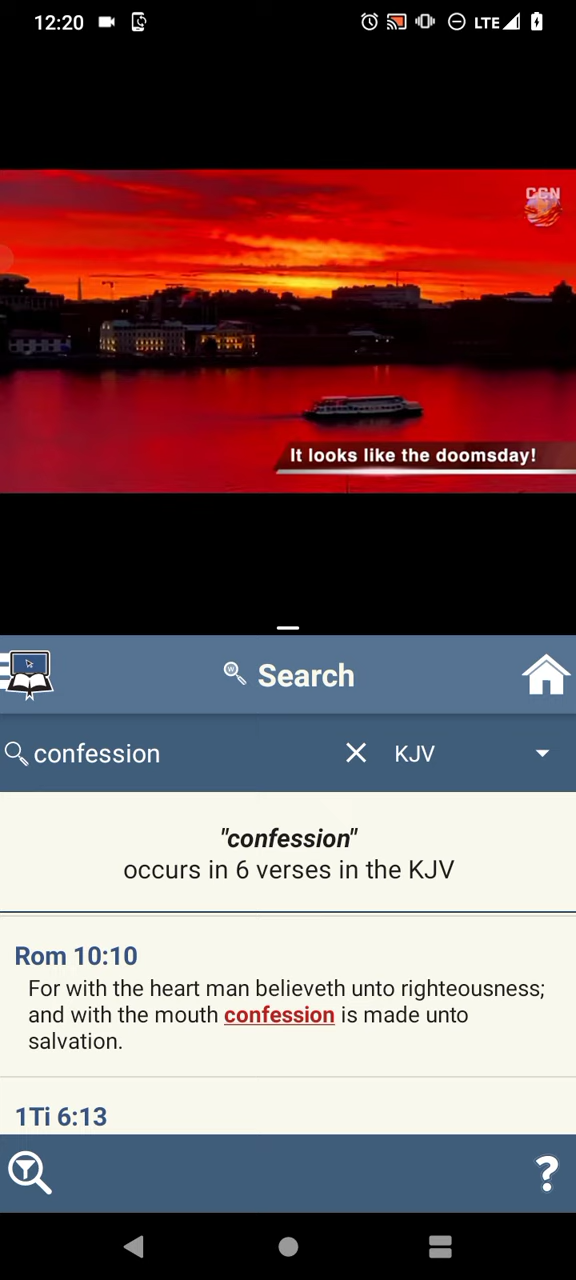 12:20
LTE
CBN
It looks like the doomsday!
Search
confession
KJV
"confession"
occurs in 6 verses in the KJV
Rom 10:10
For with the heart man believeth unto righteousness;
and with the mouth confession is made unto
salvation.
1Ti 6:13